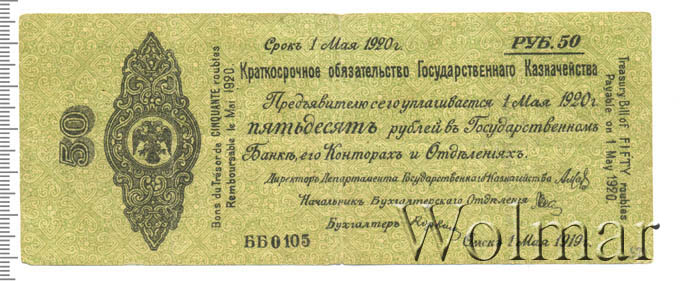 50
Bons du Tresor de CINQUANTE roubles
Remboursable le Mai 1920
Срокъ 1 Мая 1920г.
РУБ. 50
Краткосрочное обязательство Государственнаго Казначейства
Предъявителю сего уплачивается 1 Мая 1920г.
пятьдесятъ рублей въ Государственномъ
Банкѣ, его Конторахъ и Отдѣленіяхъ.
Директоръ Департамента Государственнаго Казначейства
Начальникъ Бухгалтерскаго Отдѣленія
Бухгалтеръ
ББ0105
Омскъ 1 Мая 1919г.
Treasury Bill of FIFTY roubles
Payable on 1 May 1920.
Wolmar